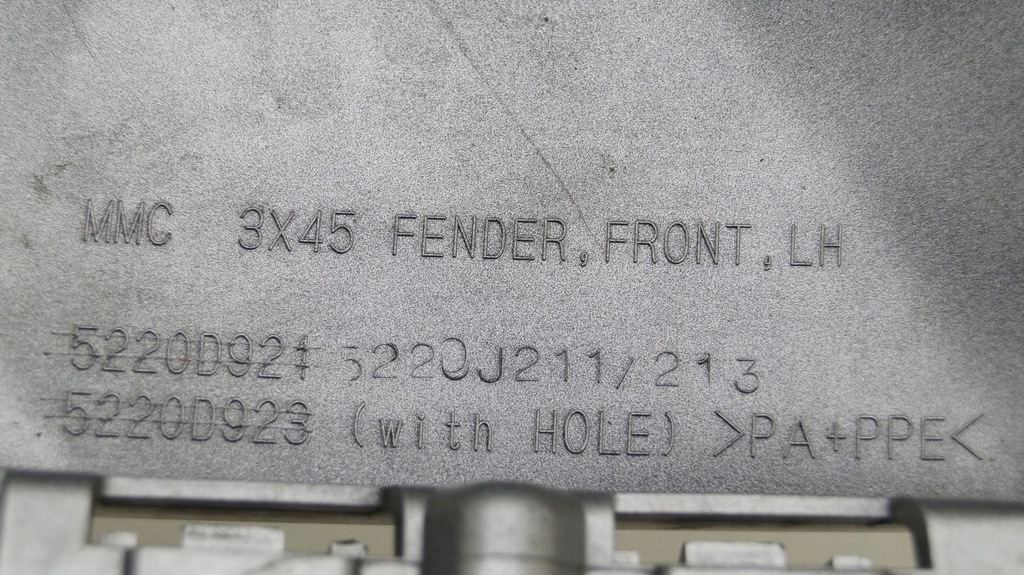 MMC 3X45 FENDER,FRONT,LH
5220D921 5220J211/213
5220D923 (with HOLE) >PA+PPE<